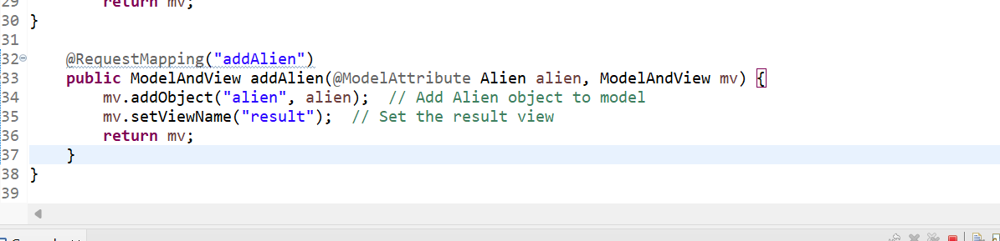 29 return mv;
30 }
31
32 @RequestMapping("addAlien")
33 public ModelAndView addAlien(@ModelAttribute Alien alien, ModelAndView mv) {
34 mv.addObject("alien", alien);  // Add Alien object to model
35 mv.setViewName("result");  // Set the result view
36 return mv;
37 }
38 }
39